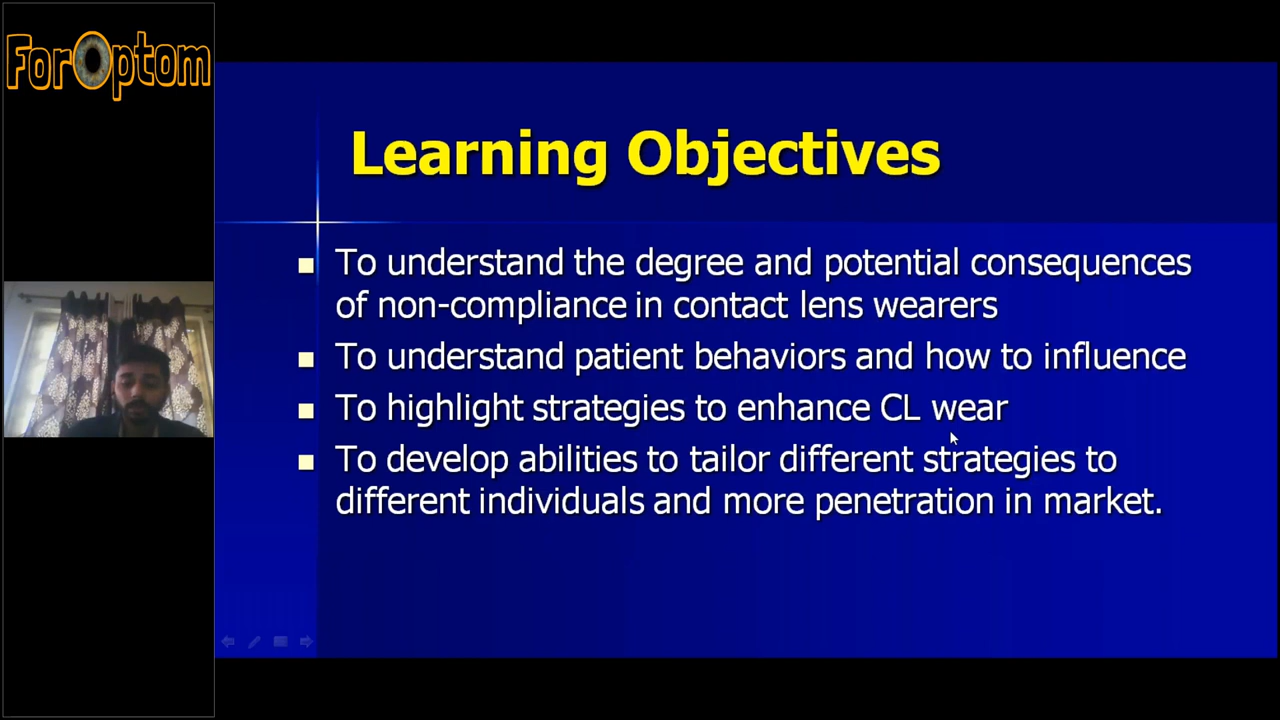 ForOptom
Learning Objectives
To understand the degree and potential consequences
of non-compliance in contact lens wearers
To understand patient behaviors and how to influence
To highlight strategies to enhance CL wear
To develop abilities to tailor different strategies to
different individuals and more penetration in market.